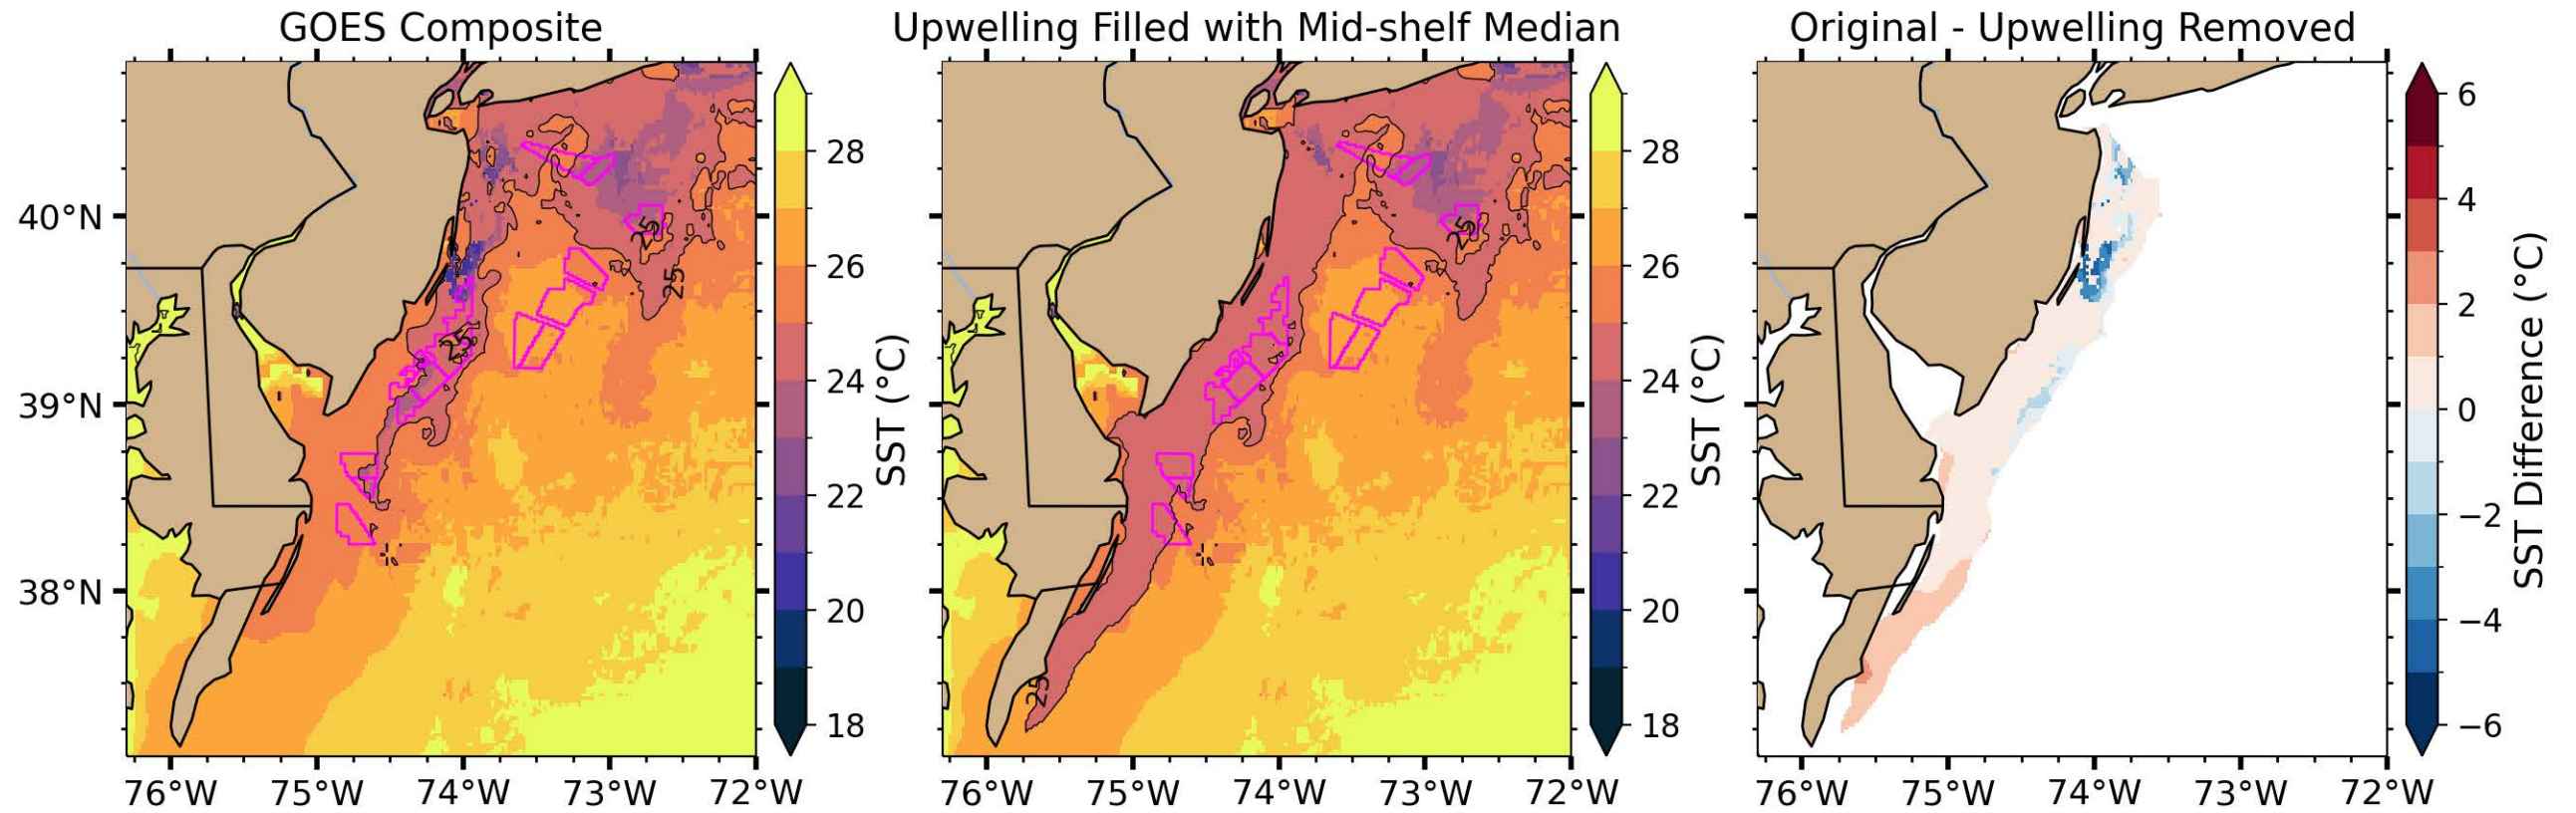 GOES Composite
Upwelling Filled with Mid-shelf Median
Original - Upwelling Removed
40°N
39°N
38°N
76°W
75°W
74°W
73°W
72°W
25
25
25
28
26
24
22
20
18
SST (°C)
76°W
75°W
74°W
73°W
72°W
25
25
28
26
24
22
20
18
SST (°C)
76°W
75°W
74°W
73°W
72°W
6
4
2
0
−2
−4
−6
SST Difference (°C)